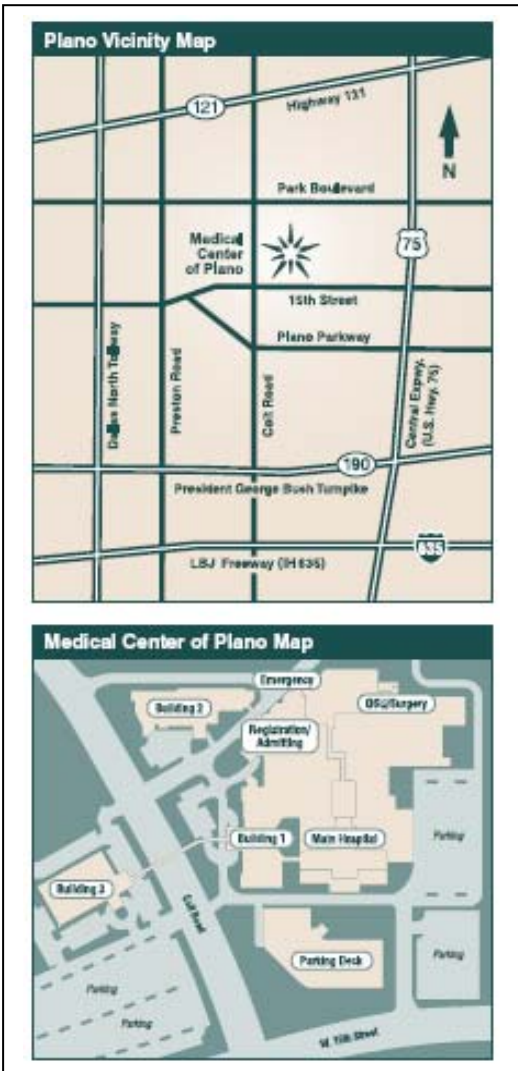 Plano Vicinity Map
121
Highway 121
N
Park Boulevard
Medical
Center
of Plano
75
15th Street
Plano Parkway
Dallas North Tollway
Preston Road
Coit Road
Central Expwy.
(U.S. Hwy. 75)
190
President George Bush Turnpike
635
LBJ Freeway (IH 635)
Medical Center of Plano Map
Emergency
Building 2
DSU/Surgery
Registration/
Admitting
Parking
Building 1
Main Hospital
Building 3
Coit Road
Parking Deck
Parking
Parking
Parking
W. 15th Street